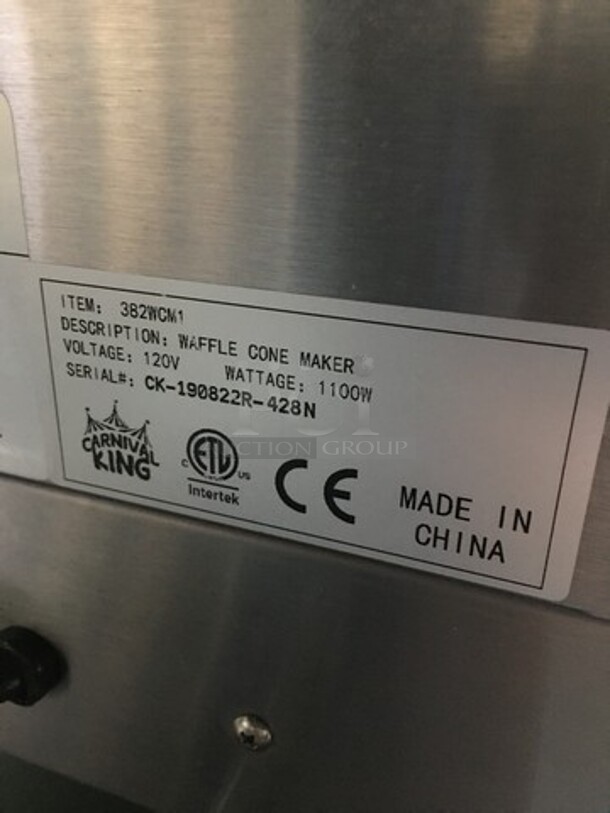 ITEM: 382WCM1
DESCRIPTION: WAFFLE CONE MAKER
VOLTAGE: 120V WATTAGE: 1100W
SERIAL#: CK-190822R-428N
CARNIVAL
KING
C ETL US
Intertek
CE
MADE IN
CHINA
GROUP